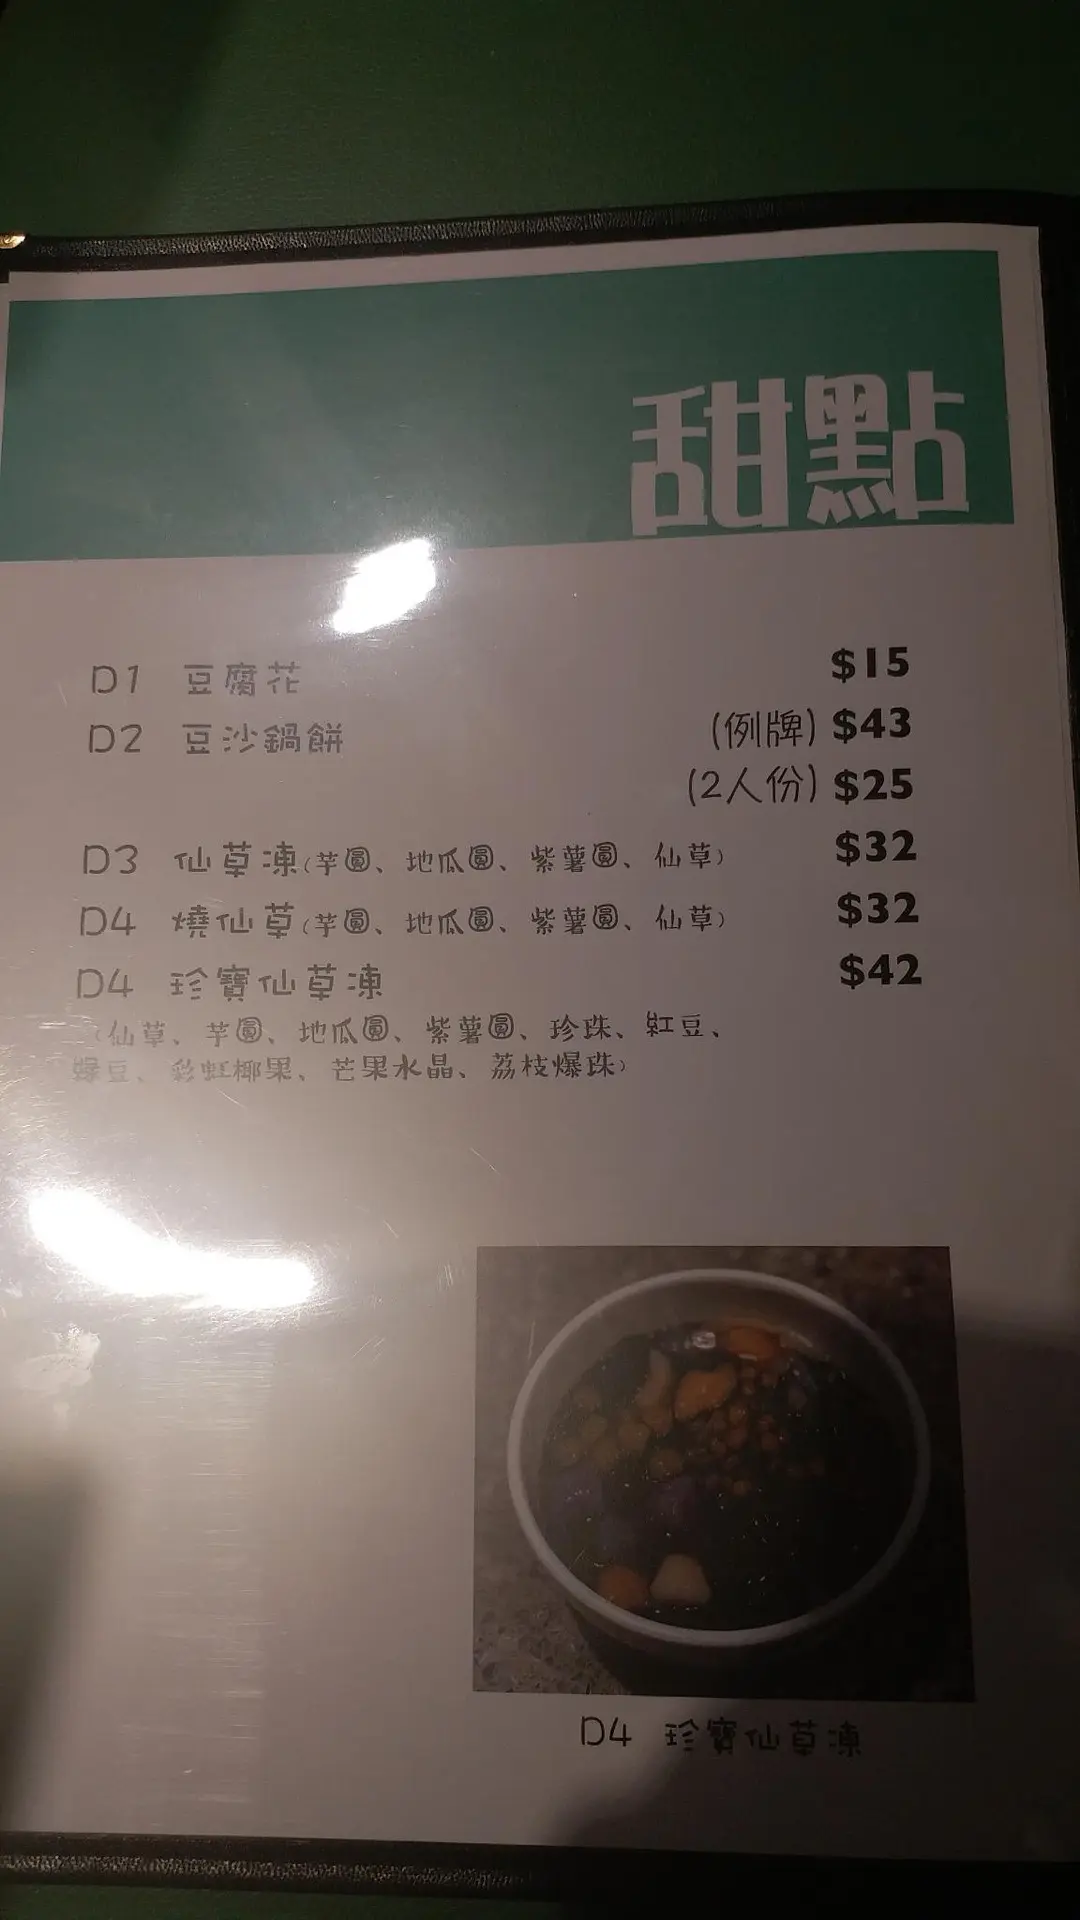 甜點
D1 豆腐花 $15
D2 豆沙鍋餅 (例牌) $43
(2人份) $25
D3 仙草凍(芋圓、地瓜圓、紫薯圓、仙草) $32
D4 燒仙草(芋圓、地瓜圓、紫薯圓、仙草) $32
D4 珍寶仙草凍 $42
(仙草、芋圓、地瓜圓、紫薯圓、珍珠、紅豆、
綠豆、彩虹椰果、芒果水晶、荔枝爆珠)
D4 珍寶仙草凍